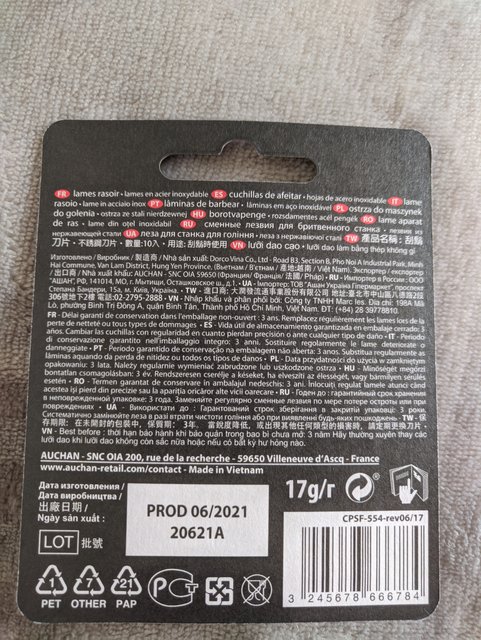 FR lames rasoir • lames en acier inoxydable ES cuchillas de afeitar • hojas de acero inoxidable IT lame
rasoio • lame in acciaio inox PT lâminas de barbear • lâminas em aço inoxidável PL ostrza do maszynek
do golenia • ostrze ze stali nierdzewnej HU borotvapenge • rozsdamentes acél pengék RO lame aparat
de ras • lame din oțel inoxidabil RU сменные лезвия для бритвенного станка • лезвия из
нержавеющей стали UA леза для станка для гоління • леза з нержавіючої сталі TW 產品名稱 : 刮鬍
刀片 • 不銹鋼刀片, 數量:10入, 用途: 刮鬍時使用 VN lưỡi dao cạo • lưỡi dao làm bằng thép không gỉ
Изготовлено / Вироблено / 製造商 / Nhà sản xuất: Dorco Vina Co., Ltd - Road B3, Section B, Pho Noi A Industrial Park, Minh
Hai Commune, Van Lam District, Hung Yen Province, (Вьетнам / В'єтнам / 產地:越南/ Việt Nam). Экспортер / експортер
/ 出口商 / Nhà xuất khẩu: AUCHAN - SNC OIA 59650 (Франция/ Франція/ 法國/ Pháp) • RU - Импортер в России: ООО
"АШАН", РФ, 141014, МО, г. Мытищи, Осташковское ш., д.1. • UA - Імпортер: ТОВ "Ашан Україна Гіпермаркет", проспект
Степана Бандери, 15а, м. Київ, Україна. • TW - 進口商: 大潤發流通事業股份有限公司 地址:臺北市中山區八德路2段
306號地下2樓 電話:02-2795-2888 • VN - Nhập khẩu và phân phối bởi: Công ty TNHH Marc les. Địa chỉ: 198A Mã
Lò, phường Bình Trị Đông A, quận Bình Tân, Thành phố Hồ Chí Minh, Việt Nam. ĐT: (+84) 28 39778810.
FR - Délai garanti de conservation dans l'emballage non-ouvert : 3 ans. Remplacez régulièrement les lames lors de la
perte de netteté ou tous types de dommages • ES - Vida útil de almacenamiento garantizada en embalaje cerrado: 3
años. Cambiar las cuchillas con regularidad en cuanto pierdan precisión o ante cualquier tipo de daño • IT - Periodo
di conservazione garantito nell'imballaggio integro: 3 anni. Sostituire regolarmente le lame deteriorate o
danneggiate • PT - Período garantido de conservação na embalagem não aberta: 3 anos. Substitua regularmente as
lâminas aquando da perda de nitidez ou todos os tipos de danos • PL - Data przydatności do użycia w zamkniętym
opakowaniu: 3 lata. Należy regularnie wymieniać zabrudzone lub uszkodzone ostrza • HU - Minőségét megőrzi
bontatlan csomagolásában: 3 év. Rendszeresen cserélje a késeket, ha elveszíti az élességet, vagy bármilyen sérülés
esetén • RO - Termen garantat de conservare în ambalajul nedeschis: 3 ani. Înlocuiți regulat lamele atunci când
acestea își pierd din precizie sau la apariția oricăror alte vicii oarecare • RU - Годен до : гарантийный срок хранения
в неповрежденной упаковке: 3 года. Заменяйте регулярно сменные лезвия по мере потери остроты или при
повреждениях • UA - Використати до : Гарантований строк зберігання в закритій упаковці: 3 роки.
Систематично замінюйте леза в разі втрати чистоти гоління або при виявленні будь-яких пошкоджень • TW - 保
存期限: 在未開封的包裝中, 保質期: 3年。當銳度降低, 或出現其他任何類型的損害時, 請定期更換刀片 •
VN - Best before : thời hạn bảo hành khi bảo quản trong bao bị chưa mở: 3 năm Hãy thường xuyên thay các
lưỡi dao khi lưỡi dao không còn sắc nữa hoặc nếu có bất kỳ hư hỏng nào.
AUCHAN - SNC OIA 200, rue de la recherche - 59650 Villeneuve d'Ascq - France
www.auchan-retail.com/contact - Made in Vietnam
Дата изготовления /
Дата виробництва /
出廠日期 /
Ngày sản xuất :
PROD 06/2021
20621A
17g/r
LOT 批號
CPSF-554-rev06/17
1 PET
7 OTHER
21 PAP
3 245678 666784